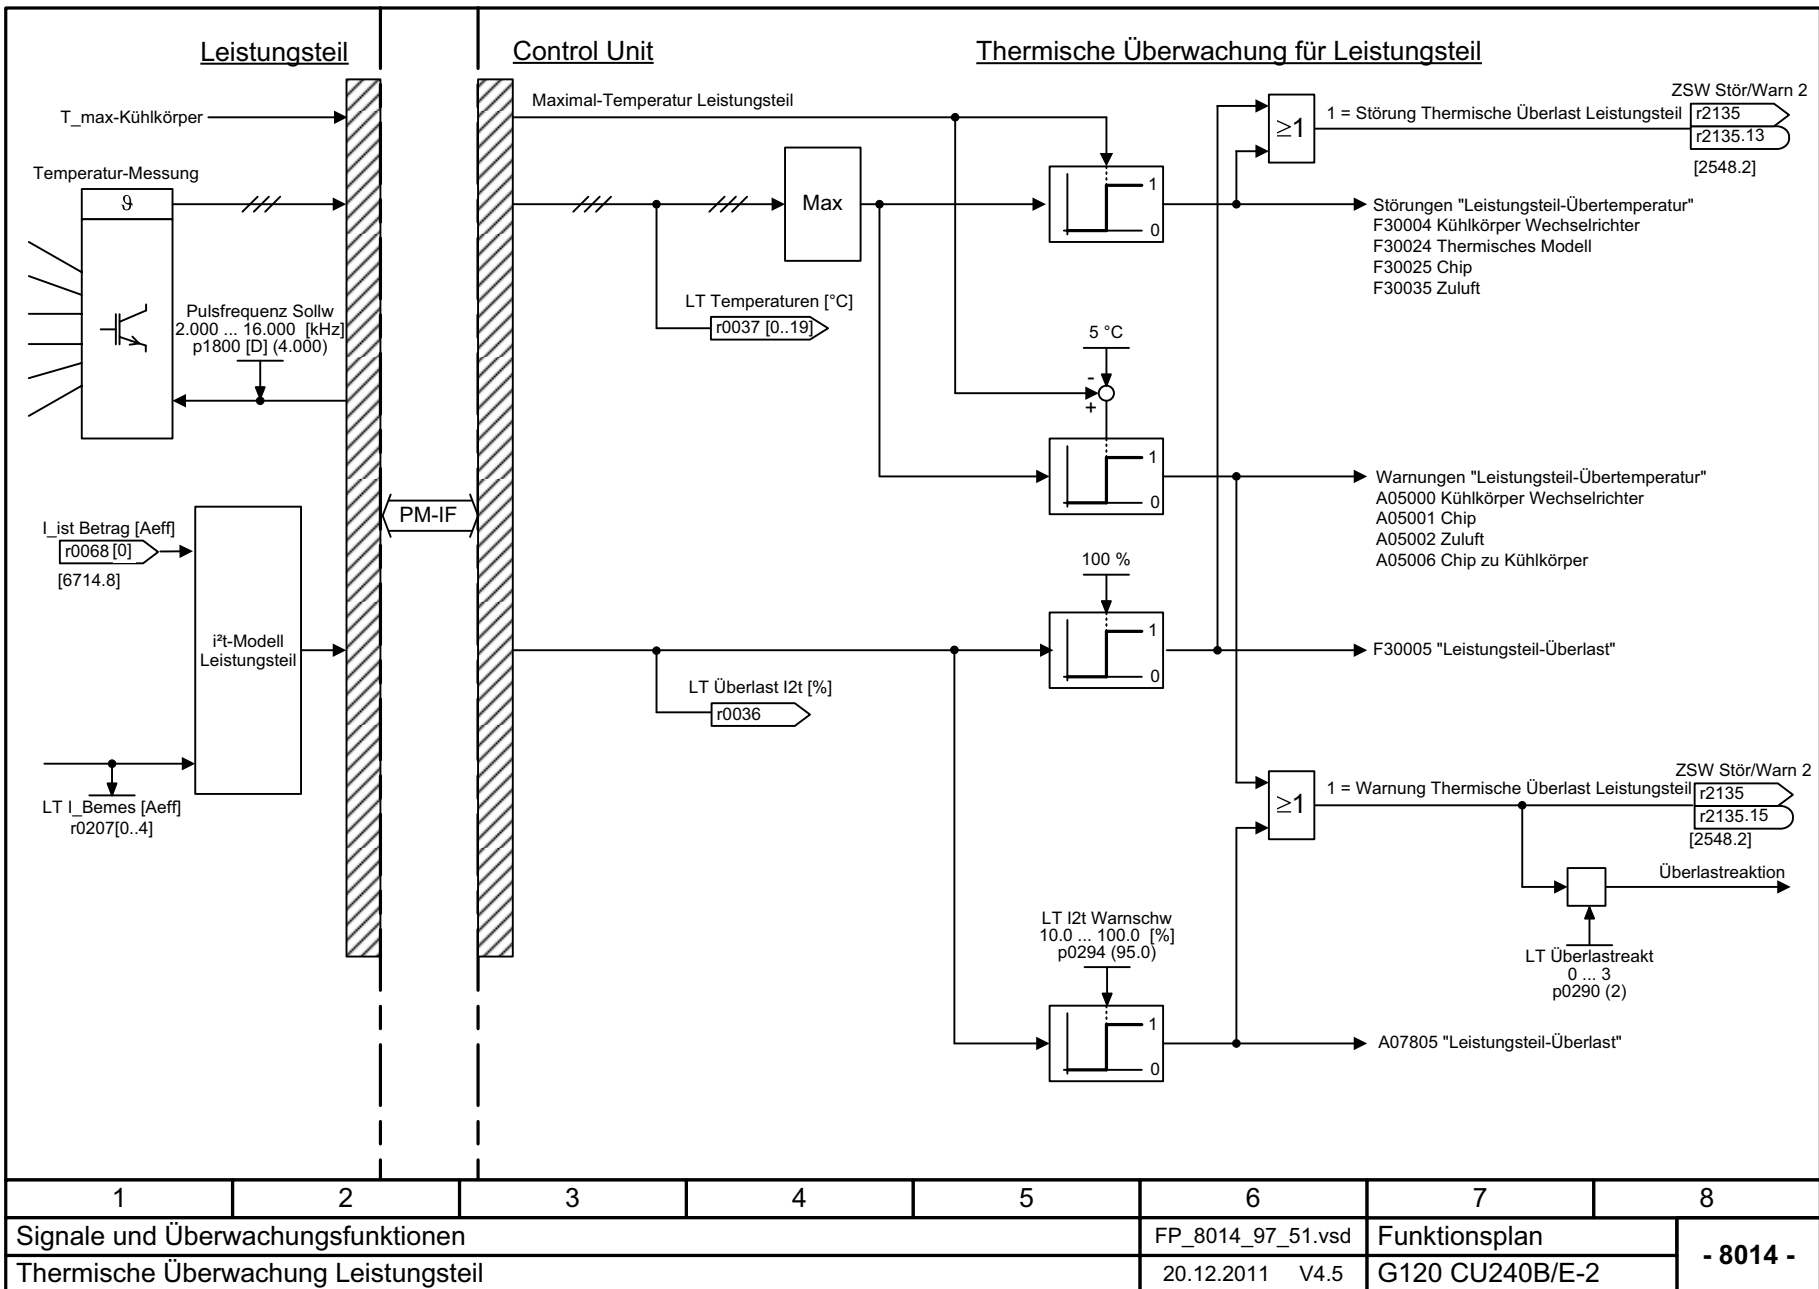 Leistungsteil
Control Unit
Thermische Überwachung für Leistungsteil
T_max-Kühlkörper
Maximal-Temperatur Leistungsteil
≥1
1 = Störung Thermische Überlast Leistungsteil
ZSW Stör/Warn 2
r2135
r2135.13
[2548.2]
Temperatur-Messung
ϑ
Max
1
0
Störungen "Leistungsteil-Übertemperatur"
F30004 Kühlkörper Wechselrichter
F30024 Thermisches Modell
F30025 Chip
F30035 Zuluft
Pulsfrequenz Sollw
2.000 ... 16.000 [kHz]
p1800 [D] (4.000)
LT Temperaturen [°C]
r0037 [0..19]
5 °C
-
+
1
0
Warnungen "Leistungsteil-Übertemperatur"
A05000 Kühlkörper Wechselrichter
A05001 Chip
A05002 Zuluft
A05006 Chip zu Kühlkörper
PM-IF
I_ist Betrag [Aeff]
r0068 [0]
[6714.8]
i²t-Modell
Leistungsteil
100 %
1
0
F30005 "Leistungsteil-Überlast"
LT Überlast I2t [%]
r0036
LT I_Bemes [Aeff]
r0207[0..4]
≥1
1 = Warnung Thermische Überlast Leistungsteil
ZSW Stör/Warn 2
r2135
r2135.15
[2548.2]
Überlastreaktion
LT Überlastreakt
0 ... 3
p0290 (2)
LT I2t Warnschw
10.0 ... 100.0 [%]
p0294 (95.0)
1
0
A07805 "Leistungsteil-Überlast"
1 2 3 4 5 6 7 8
Signale und Überwachungsfunktionen
FP_8014_97_51.vsd
Funktionsplan
- 8014 -
Thermische Überwachung Leistungsteil
20.12.2011 V4.5
G120 CU240B/E-2